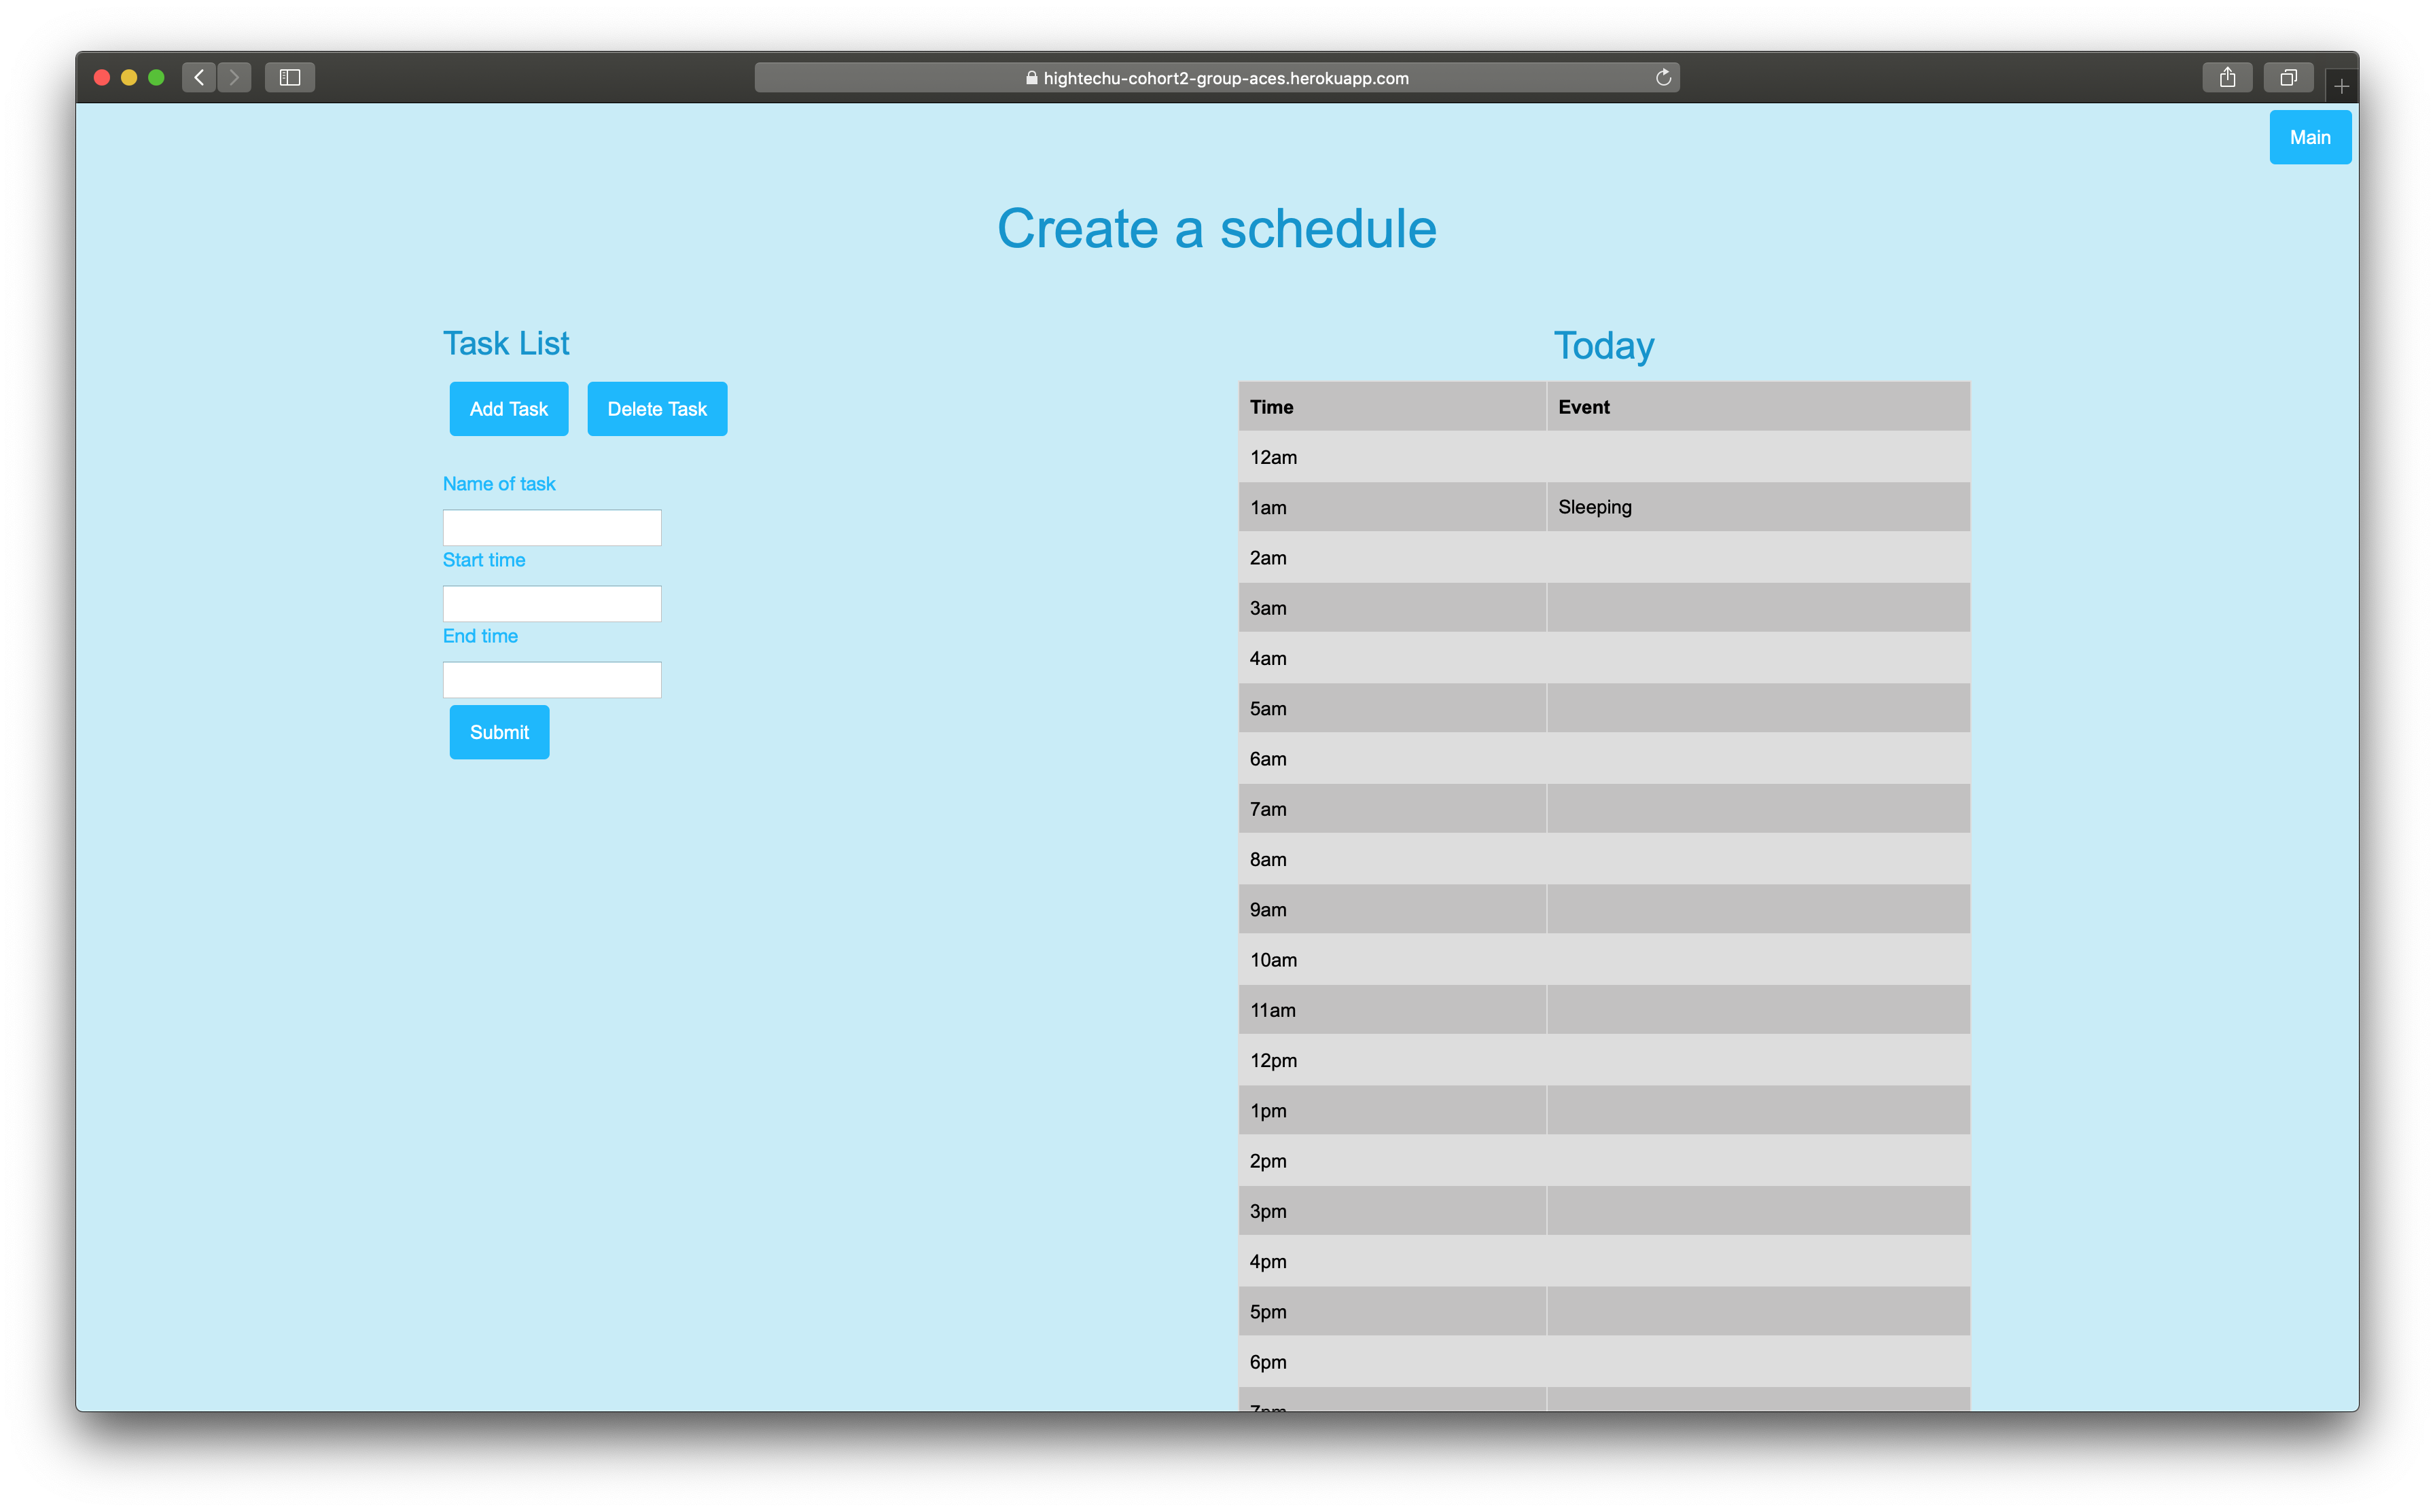 hightechu-cohort2-group-aces.herokuapp.com
Main
Create a schedule
Task List
Add Task Delete Task
Name of task
Start time
End time
Submit
Today
Time Event
12am
1am Sleeping
2am
3am
4am
5am
6am
7am
8am
9am
10am
11am
12pm
1pm
2pm
3pm
4pm
5pm
6pm
7pm